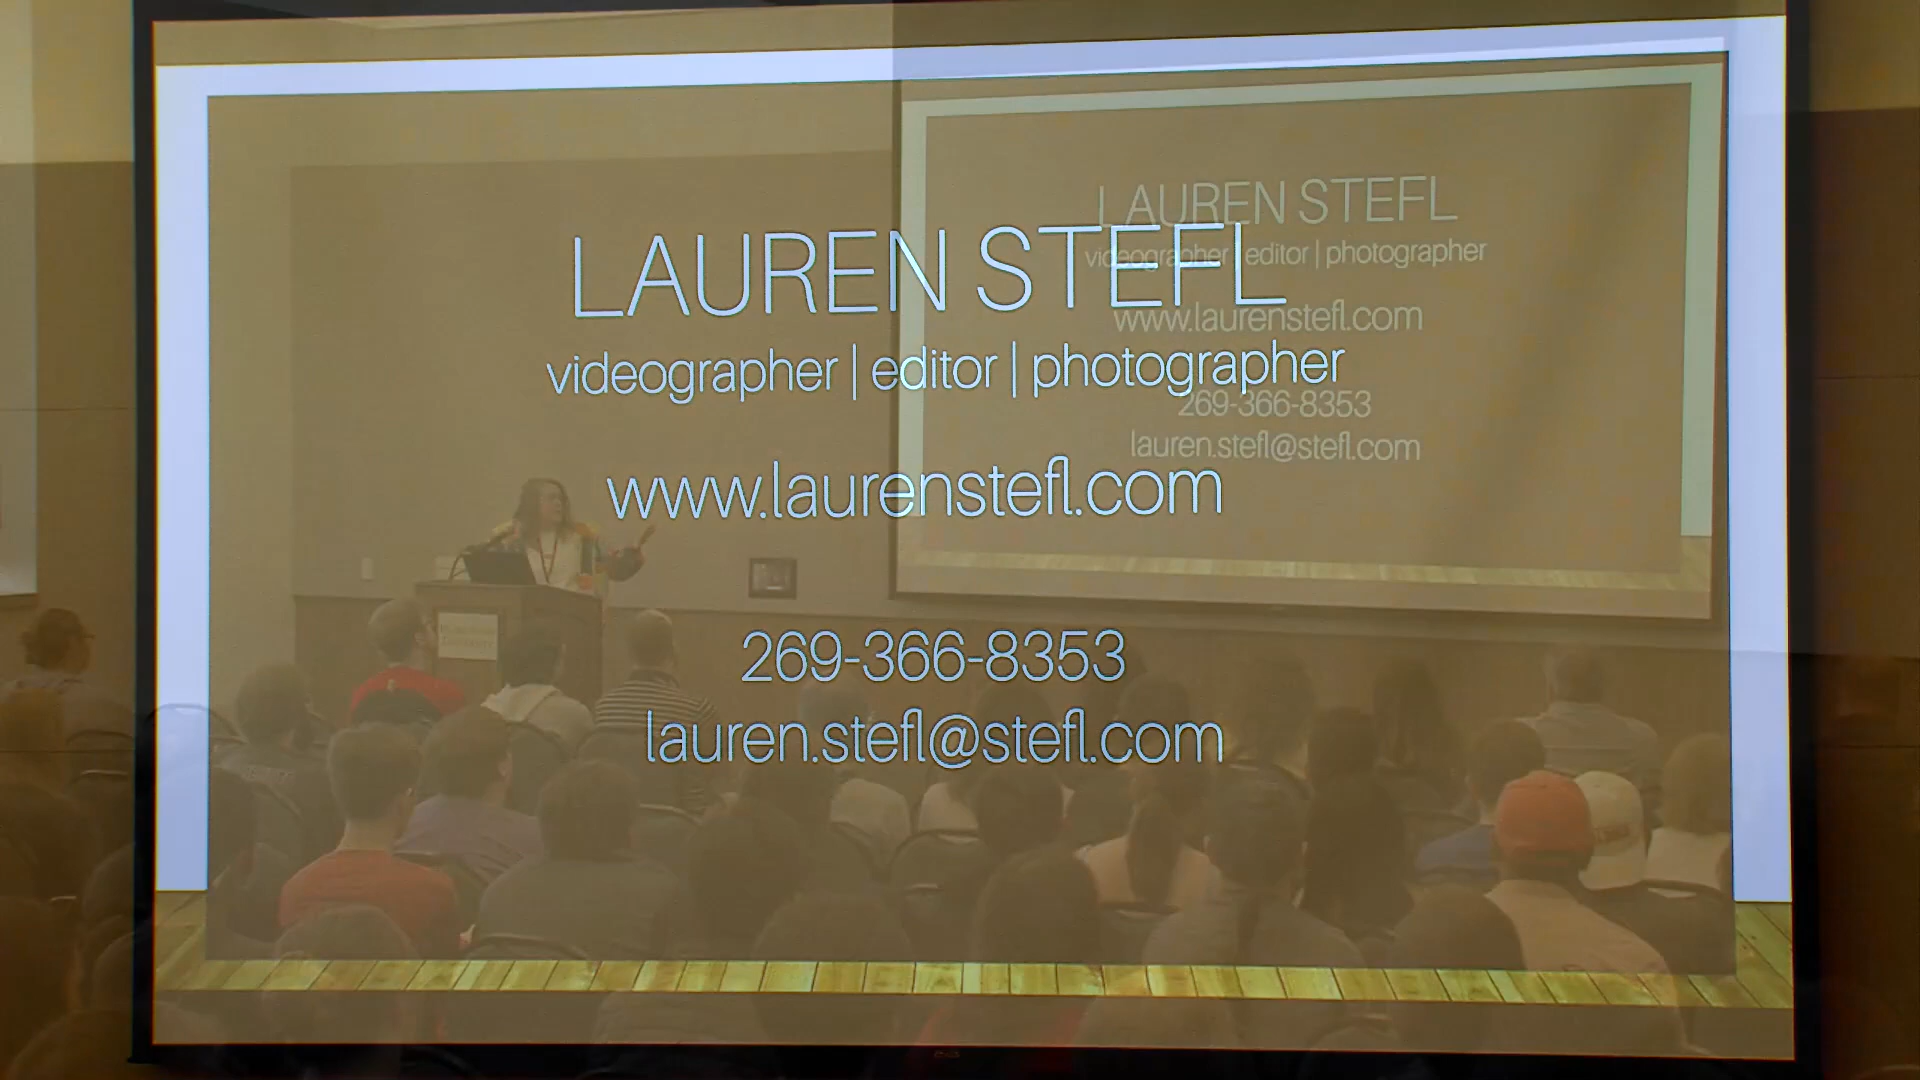 LAUREN STEFL
videographer | editor | photographer
www.laurenstefl.com
269-366-8353
lauren.stefl@stefl.com
LAUREN STEFL
videographer | editor | photographer
www.laurenstefl.com
269-366-8353
lauren.stefl@stefl.com